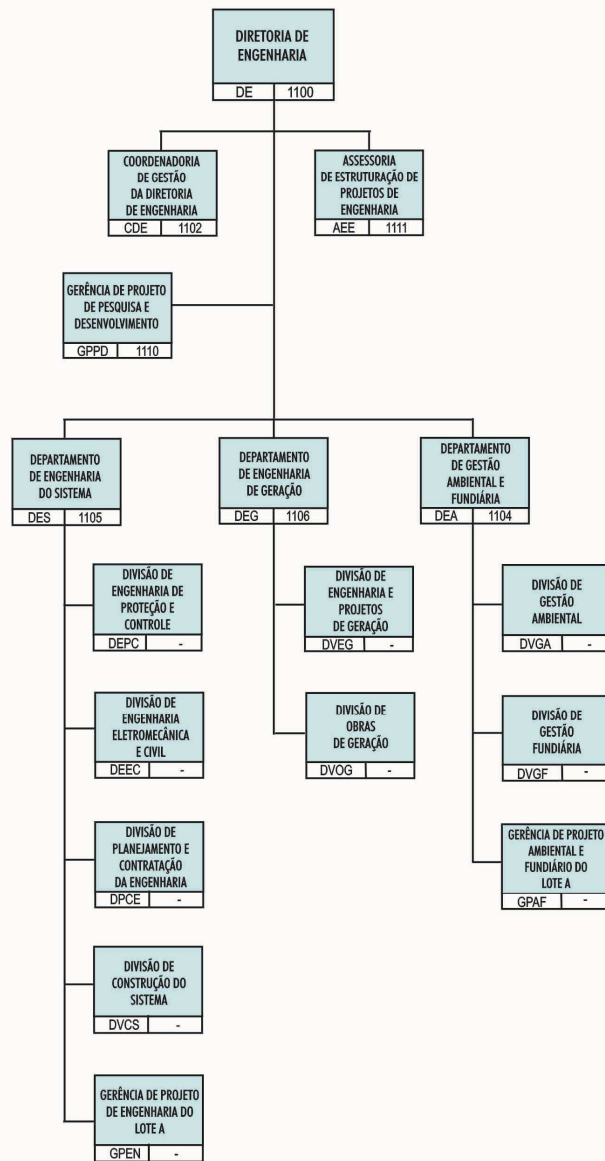 DIRETORIA DE
ENGENHARIA
DE 1100
COORDENADORIA
DE GESTÃO
DA DIRETORIA
DE ENGENHARIA
CDE 1102
ASSESSORIA
DE ESTRUTURAÇÃO DE
PROJETOS DE
ENGENHARIA
AEE 1111
GERÊNCIA DE PROJETO
DE PESQUISA E
DESENVOLVIMENTO
GPPD 1110
DEPARTAMENTO
DE ENGENHARIA
DO SISTEMA
DES 1105
DEPARTAMENTO
DE ENGENHARIA
DE GERAÇÃO
DEG 1106
DEPARTAMENTO
DE GESTÃO
AMBIENTAL E
FUNDIÁRIA
DEA 1104
DIVISÃO DE
ENGENHARIA DE
PROTEÇÃO E
CONTROLE
DEPC -
DIVISÃO DE
ENGENHARIA E
PROJETOS
DE GERAÇÃO
DVEG -
DIVISÃO DE
GESTÃO
AMBIENTAL
DVGA -
DIVISÃO DE
ENGENHARIA
ELETROMECÂNICA
E CIVIL
DEEC -
DIVISÃO DE
OBRAS
DE GERAÇÃO
DVOG -
DIVISÃO DE
GESTÃO
FUNDIÁRIA
DVGF -
DIVISÃO DE
PLANEJAMENTO E
CONTRATAÇÃO
DA ENGENHARIA
DPCE -
GERÊNCIA DE PROJETO
AMBIENTAL E
FUNDIÁRIO DO
LOTE A
GPAF -
DIVISÃO DE
CONSTRUÇÃO DO
SISTEMA
DVCS -
GERÊNCIA DE PROJETO
DE ENGENHARIA DO
LOTE A
GPEN -